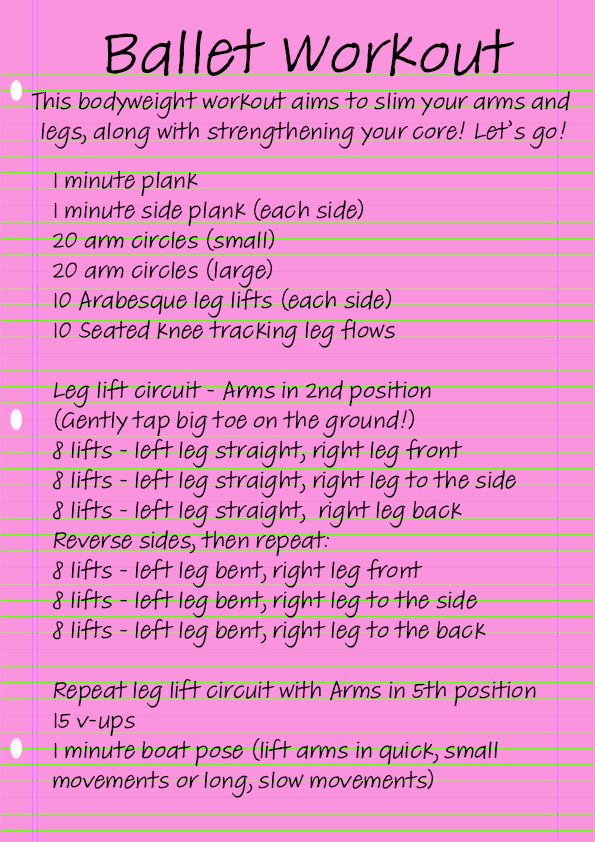 Ballet Workout
This bodyweight workout aims to slim your arms and
legs, along with strengthening your core! Let's go!
1 minute plank
1 minute side plank (each side)
20 arm circles (small)
20 arm circles (large)
10 Arabesque leg lifts (each side)
10 Seated knee tracking leg flows
Leg lift circuit - Arms in 2nd position
(Gently tap big toe on the ground!)
8 lifts - left leg straight, right leg front
8 lifts - left leg straight, right leg to the side
8 lifts - left leg straight, right leg back
Reverse sides, then repeat:
8 lifts - left leg bent, right leg front
8 lifts - left leg bent, right leg to the side
8 lifts - left leg bent, right leg to the back
Repeat leg lift circuit with Arms in 5th position
15 v-ups
1 minute boat pose (lift arms in quick, small
movements or long, slow movements)